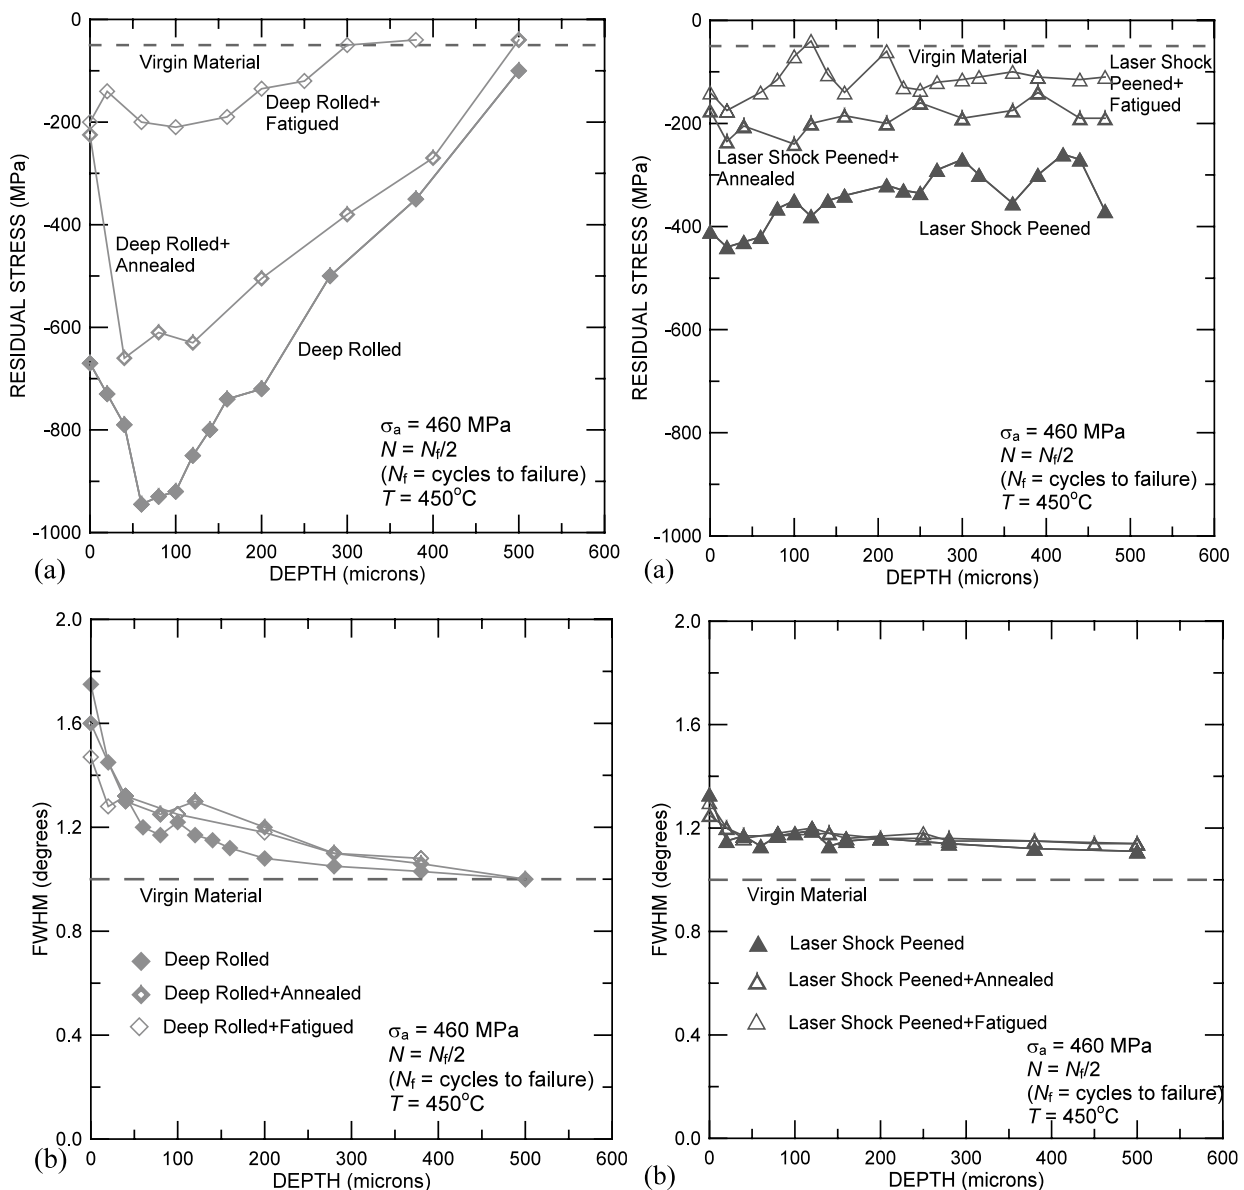 0
-200
-400
-600
-800
-1000
RESIDUAL STRESS (MPa)
Virgin Material
Deep Rolled+
Fatigued
Deep Rolled+
Annealed
Deep Rolled
σa = 460 MPa
N = Nf/2
(Nf = cycles to failure)
T = 450°C
0 100 200 300 400 500 600
DEPTH (microns)
(a)
0
-200
-400
-600
-800
-1000
RESIDUAL STRESS (MPa)
Virgin Material
Laser Shock
Peened+
Fatigued
Laser Shock Peened+
Annealed
Laser Shock Peened
σa = 460 MPa
N = Nf/2
(Nf = cycles to failure)
T = 450°C
0 100 200 300 400 500 600
DEPTH (microns)
(a)
2.0
1.6
1.2
0.8
0.4
0.0
FWHM (degrees)
Virgin Material
Deep Rolled
Deep Rolled+Annealed
Deep Rolled+Fatigued
σa = 460 MPa
N = Nf/2
(Nf = cycles to failure)
T = 450°C
0 100 200 300 400 500 600
DEPTH (microns)
(b)
2.0
1.6
1.2
0.8
0.4
0.0
FWHM (degrees)
Virgin Material
Laser Shock Peened
Laser Shock Peened+Annealed
Laser Shock Peened+Fatigued
σa = 460 MPa
N = Nf/2
(Nf = cycles to failure)
T = 450°C
0 100 200 300 400 500 600
DEPTH (microns)
(b)